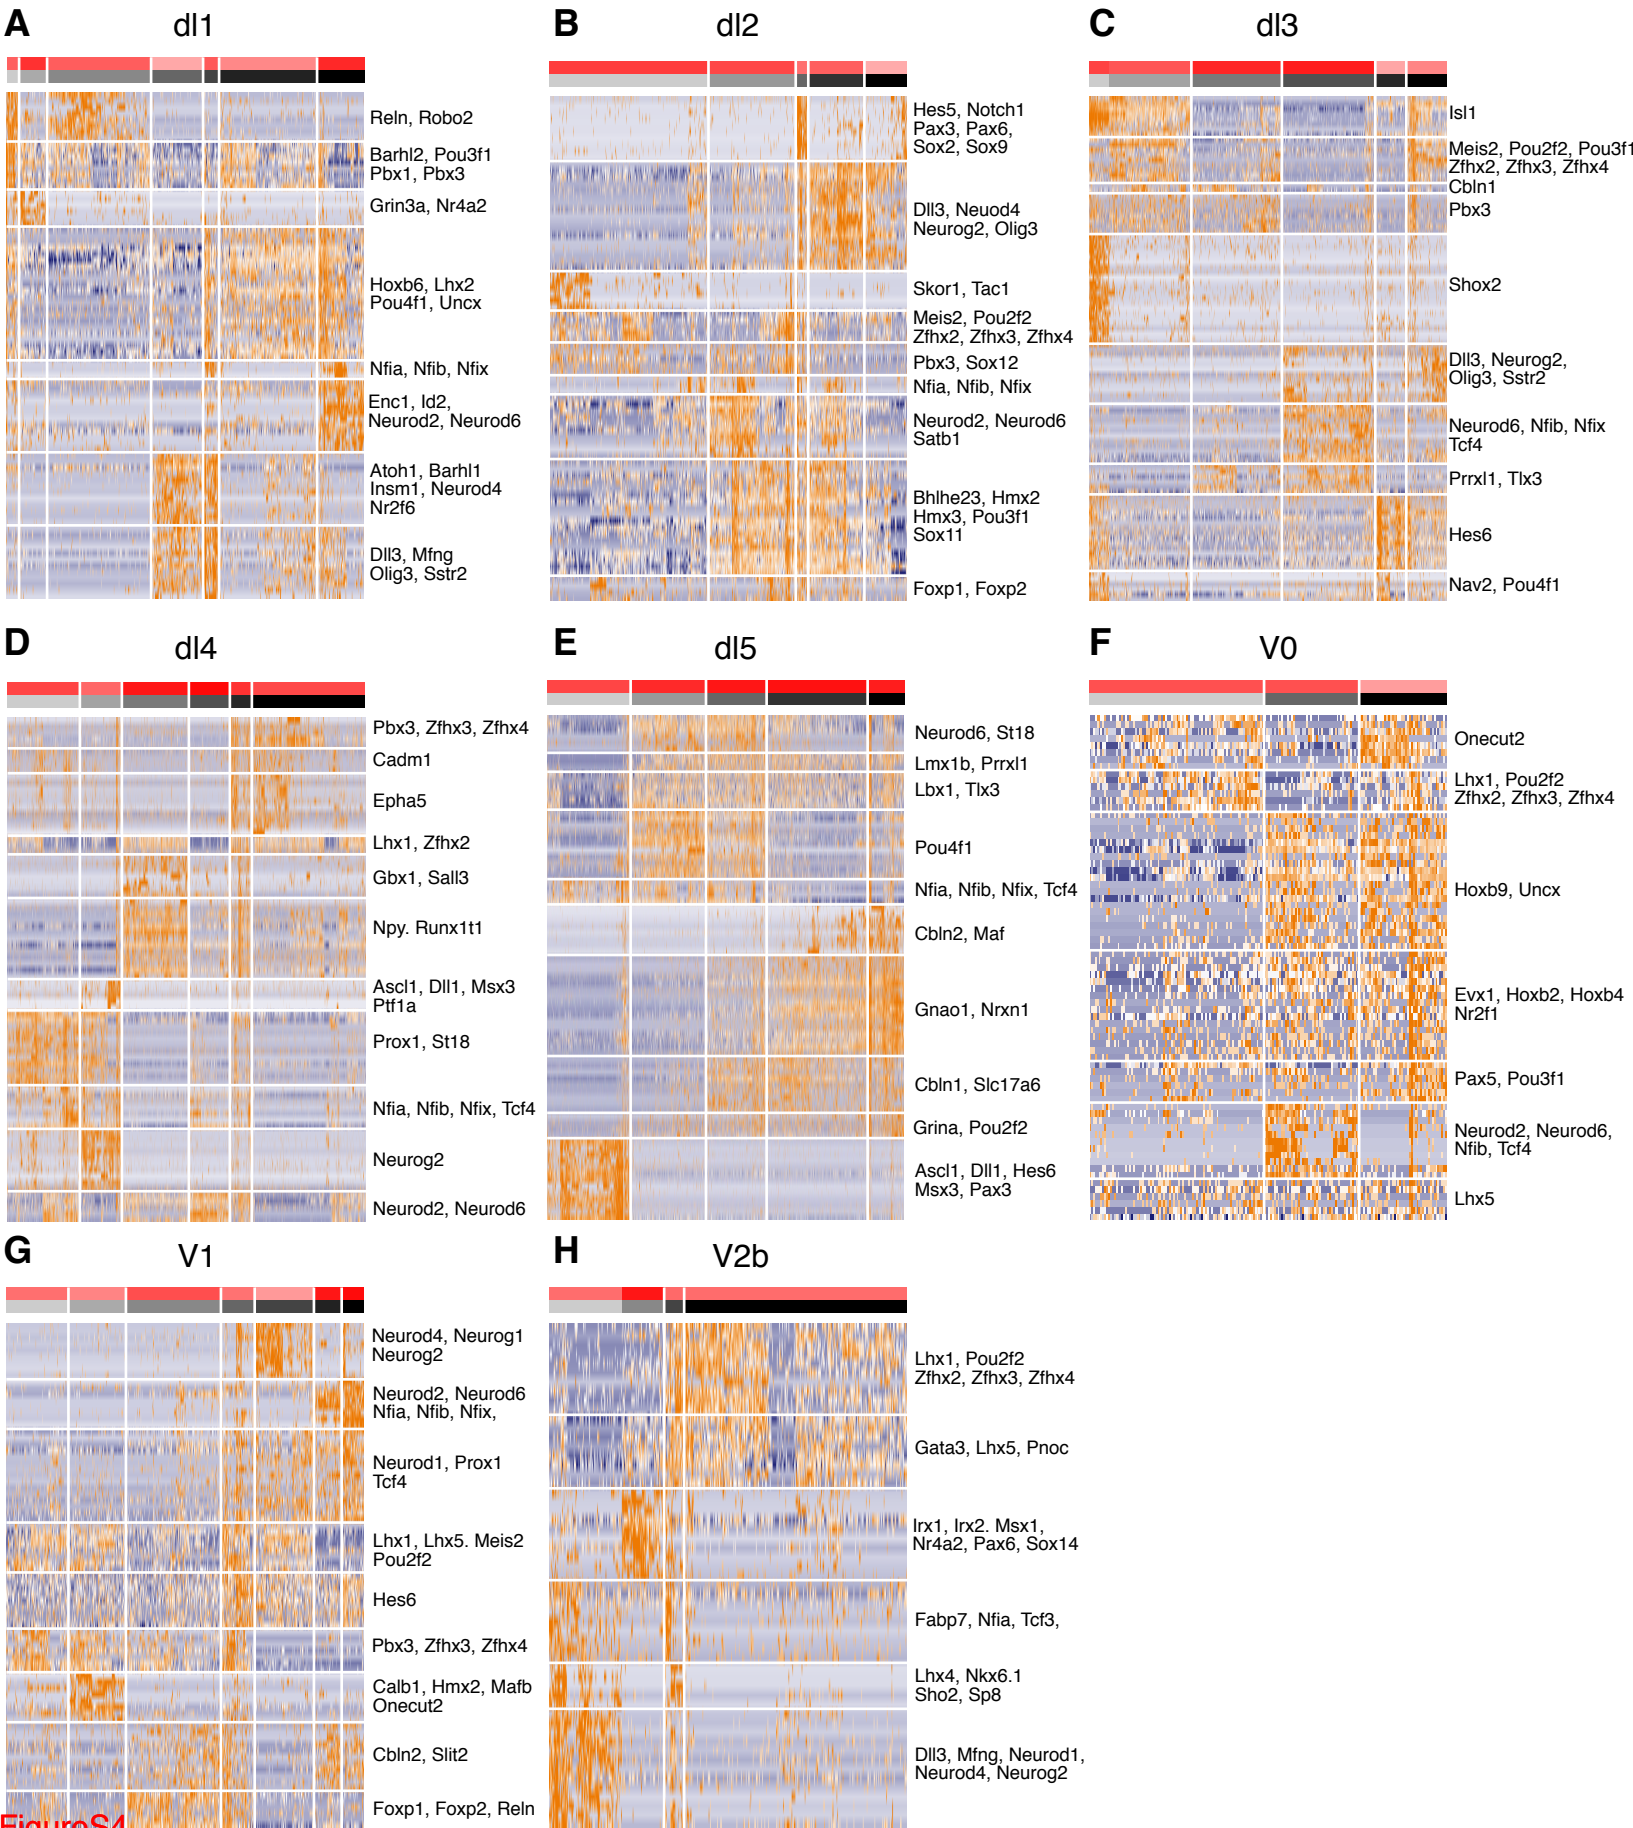 A
dI1
Reln, Robo2
Barhl2, Pou3f1
Pbx1, Pbx3
Grin3a, Nr4a2
Hoxb6, Lhx2
Pou4f1, Uncx
Nfia, Nfib, Nfix
Enc1, Id2,
Neurod2, Neurod6
Atoh1, Barhl1
Insm1, Neurod4
Nr2f6
Dll3, Mfng
Olig3, Sstr2
B
dI2
Hes5, Notch1
Pax3, Pax6,
Sox2, Sox9
Dll3, Neuod4
Neurog2, Olig3
Skor1, Tac1
Meis2, Pou2f2
Zfhx2, Zfhx3, Zfhx4
Pbx3, Sox12
Nfia, Nfib, Nfix
Neurod2, Neurod6
Satb1
Bhlhe23, Hmx2
Hmx3, Pou3f1
Sox11
Foxp1, Foxp2
C
dI3
Isl1
Meis2, Pou2f2, Pou3f1
Zfhx2, Zfhx3, Zfhx4
Cbln1
Pbx3
Shox2
Dll3, Neurog2,
Olig3, Sstr2
Neurod6, Nfib, Nfix
Tcf4
Prrxl1, Tlx3
Hes6
Nav2, Pou4f1
D
dI4
Pbx3, Zfhx3, Zfhx4
Cadm1
Epha5
Lhx1, Zfhx2
Gbx1, Sall3
Npy. Runx1t1
Ascl1, Dll1, Msx3
Ptf1a
Prox1, St18
Nfia, Nfib, Nfix, Tcf4
Neurog2
Neurod2, Neurod6
E
dI5
Neurod6, St18
Lmx1b, Prrxl1
Lbx1, Tlx3
Pou4f1
Nfia, Nfib, Nfix, Tcf4
Cbln2, Maf
Gnao1, Nrxn1
Cbln1, Slc17a6
Grina, Pou2f2
Ascl1, Dll1, Hes6
Msx3, Pax3
F
V0
Onecut2
Lhx1, Pou2f2
Zfhx2, Zfhx3, Zfhx4
Hoxb9, Uncx
Evx1, Hoxb2, Hoxb4
Nr2f1
Pax5, Pou3f1
Neurod2, Neurod6,
Nfib, Tcf4
Lhx5
G
V1
Neurod4, Neurog1
Neurog2
Neurod2, Neurod6
Nfia, Nfib, Nfix,
Neurod1, Prox1
Tcf4
Lhx1, Lhx5. Meis2
Pou2f2
Hes6
Pbx3, Zfhx3, Zfhx4
Calb1, Hmx2, Mafb
Onecut2
Cbln2, Slit2
Foxp1, Foxp2, Reln
FigureS4
H
V2b
Lhx1, Pou2f2
Zfhx2, Zfhx3, Zfhx4
Gata3, Lhx5, Pnoc
Irx1, Irx2. Msx1,
Nr4a2, Pax6, Sox14
Fabp7, Nfia, Tcf3,
Lhx4, Nkx6.1
Sho2, Sp8
Dll3, Mfng, Neurod1,
Neurod4, Neurog2